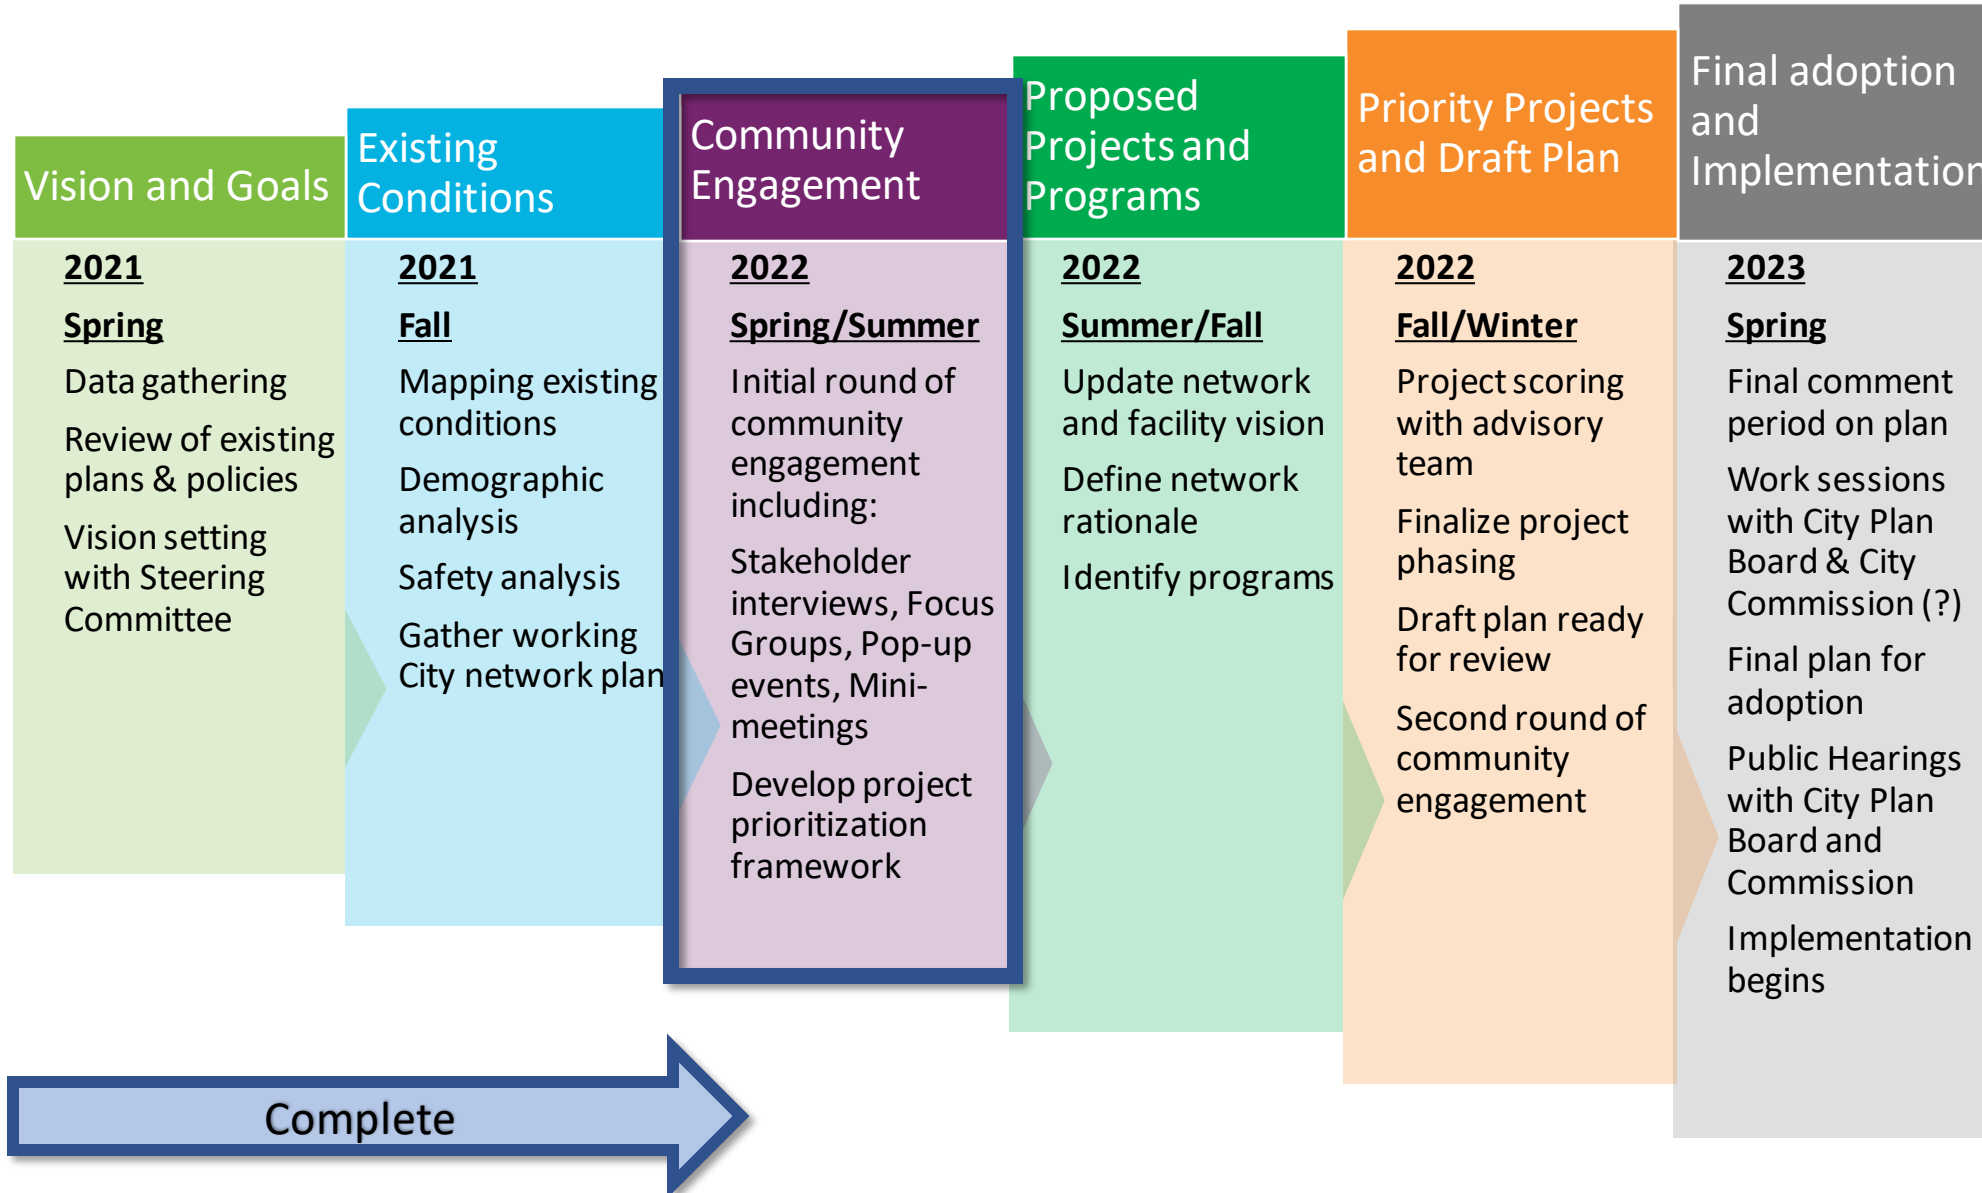 Vision and Goals
2021
Spring
Data gathering
Review of existing
plans & policies
Vision setting
with Steering
Committee
Existing
Conditions
2021
Fall
Mapping existing
conditions
Demographic
analysis
Safety analysis
Gather working
City network plan
Community
Engagement
2022
Spring/Summer
Initial round of
community
engagement
including:
Stakeholder
interviews, Focus
Groups, Pop-up
events, Mini-
meetings
Develop project
prioritization
framework
Proposed
Projects and
Programs
2022
Summer/Fall
Update network
and facility vision
Define network
rationale
Identify programs
Priority Projects
and Draft Plan
2022
Fall/Winter
Project scoring
with advisory
team
Finalize project
phasing
Draft plan ready
for review
Second round of
community
engagement
Final adoption
and
Implementation
2023
Spring
Final comment
period on plan
Work sessions
with City Plan
Board & City
Commission (?)
Final plan for
adoption
Public Hearings
with City Plan
Board and
Commission
Implementation
begins
Complete